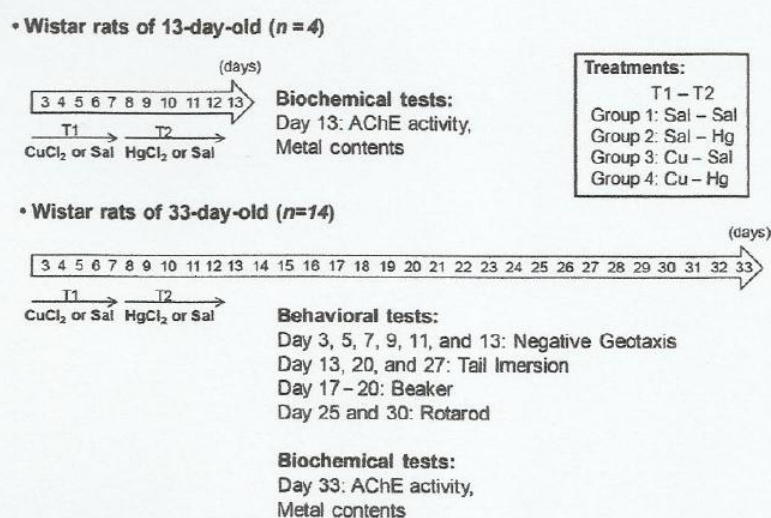 • Wistar rats of 13-day-old (n=4)
(days)
3 4 5 6 7 8 9 10 11 12 13
T1 T2
CuCl₂ or Sal HgCl₂ or Sal
Biochemical tests:
Day 13: AChE activity,
Metal contents
Treatments:
T1 – T2
Group 1: Sal – Sal
Group 2: Sal – Hg
Group 3: Cu – Sal
Group 4: Cu – Hg
• Wistar rats of 33-day-old (n=14)
(days)
3 4 5 6 7 8 9 10 11 12 13 14 15 16 17 18 19 20 21 22 23 24 25 26 27 28 29 30 31 32 33
T1 T2
CuCl₂ or Sal HgCl₂ or Sal
Behavioral tests:
Day 3, 5, 7, 9, 11, and 13: Negative Geotaxis
Day 13, 20, and 27: Tail Imersion
Day 17–20: Beaker
Day 25 and 30: Rotarod
Biochemical tests:
Day 33: AChE activity,
Metal contents